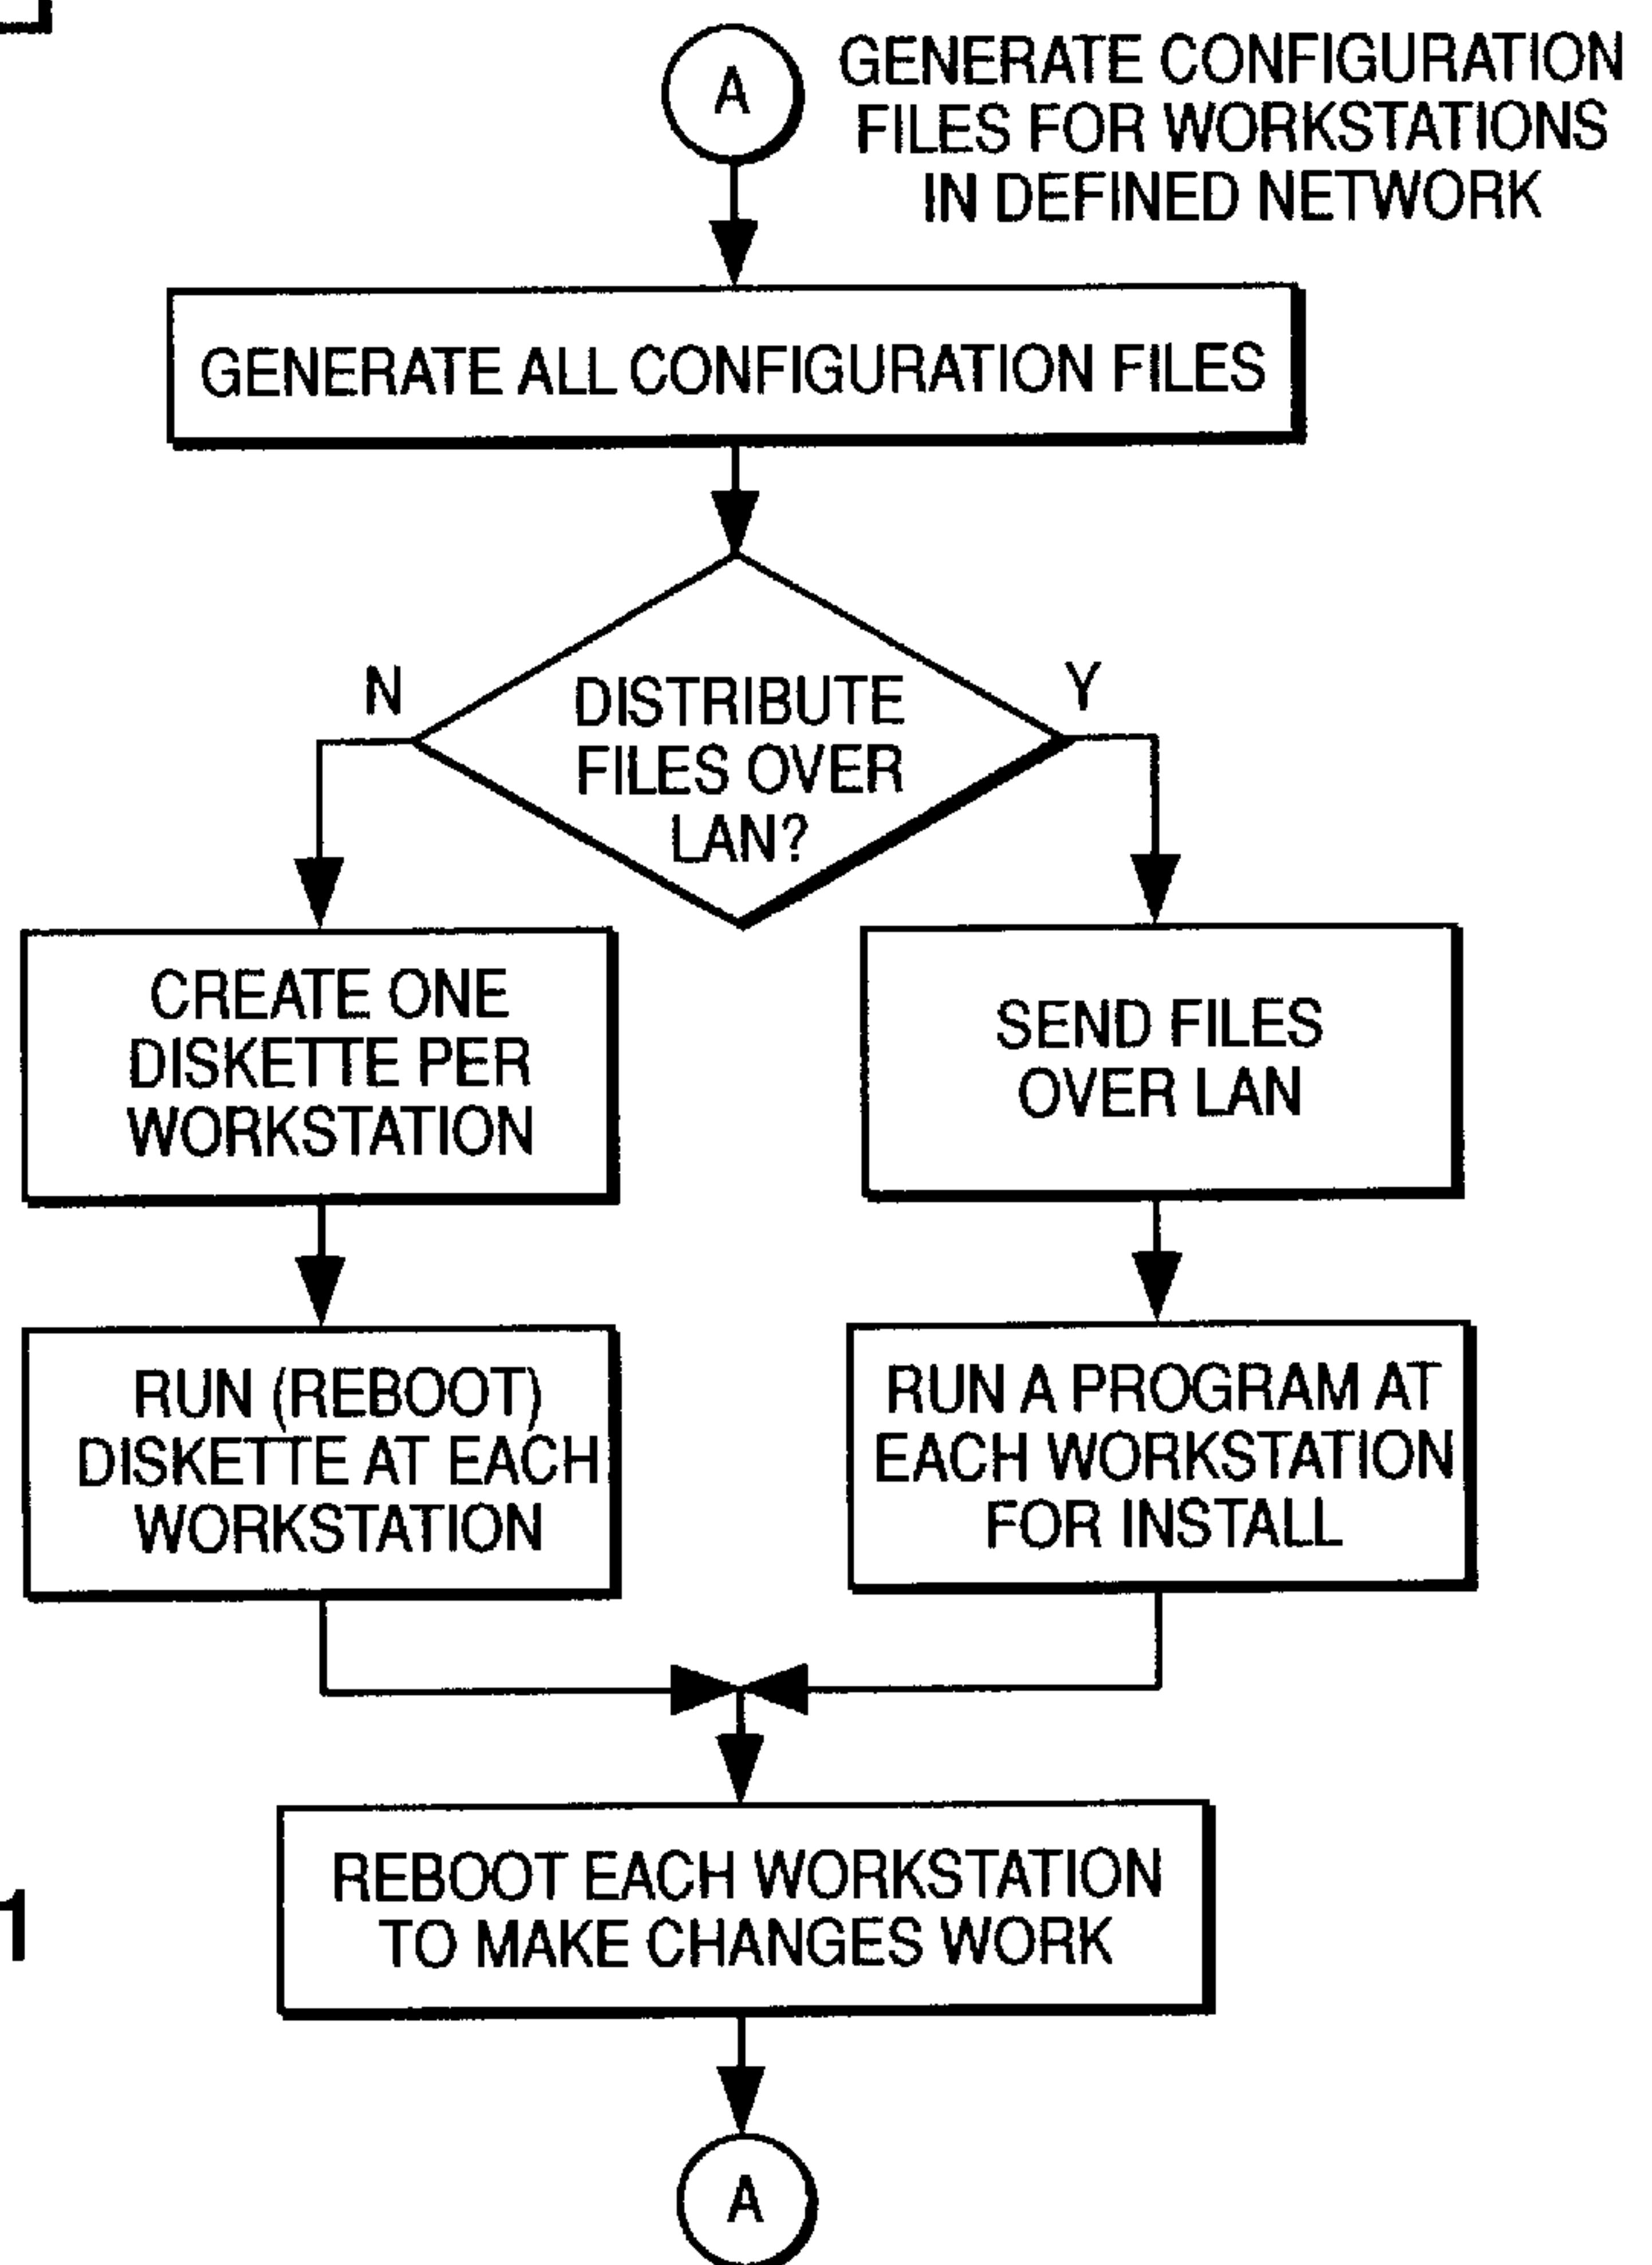 A
GENERATE CONFIGURATION
FILES FOR WORKSTATIONS
IN DEFINED NETWORK
GENERATE ALL CONFIGURATION FILES
DISTRIBUTE
FILES OVER
LAN?
N
Y
CREATE ONE
DISKETTE PER
WORKSTATION
SEND FILES
OVER LAN
RUN (REBOOT)
DISKETTE AT EACH
WORKSTATION
RUN A PROGRAM AT
EACH WORKSTATION
FOR INSTALL
REBOOT EACH WORKSTATION
TO MAKE CHANGES WORK
1
A